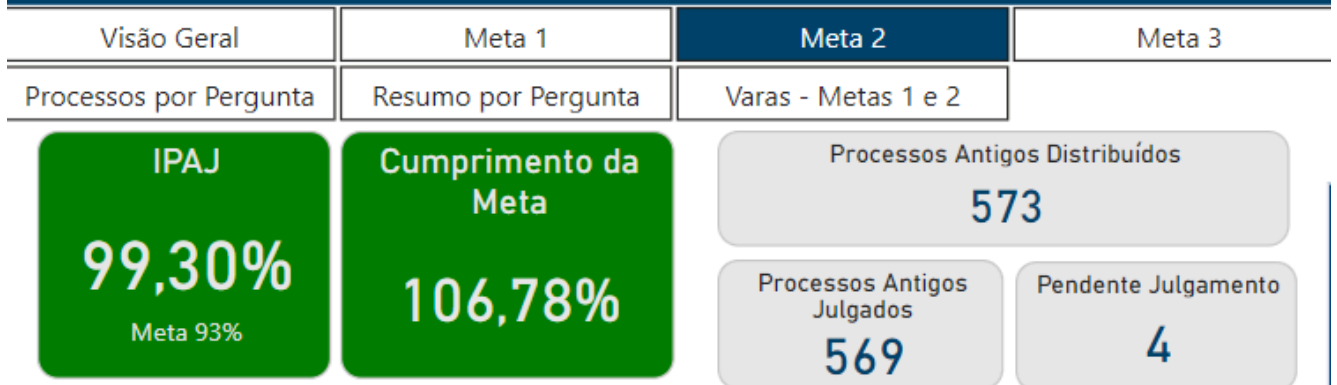 Visão Geral
Meta 1
Meta 2
Meta 3
Processos por Pergunta
Resumo por Pergunta
Varas - Metas 1 e 2
IPAJ
99,30%
Meta 93%
Cumprimento da
Meta
106,78%
Processos Antigos Distribuídos
573
Processos Antigos
Julgados
569
Pendente Julgamento
4